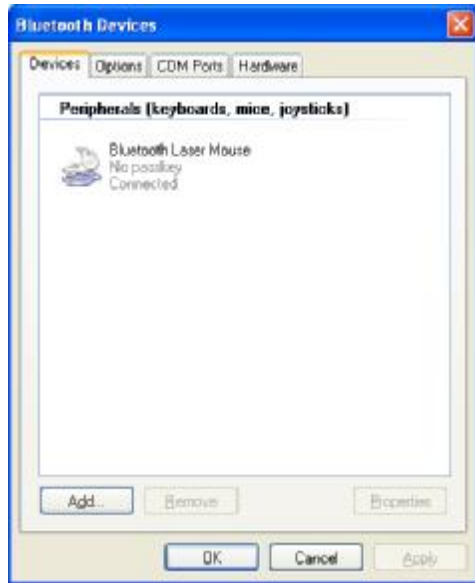 Bluetooth Devices
Devices Options COM Ports Hardware
Peripherals (keyboards, mice, joysticks)
Bluetooth Laser Mouse
No passkey
Connected
Add... Remove Properties
OK Cancel Apply